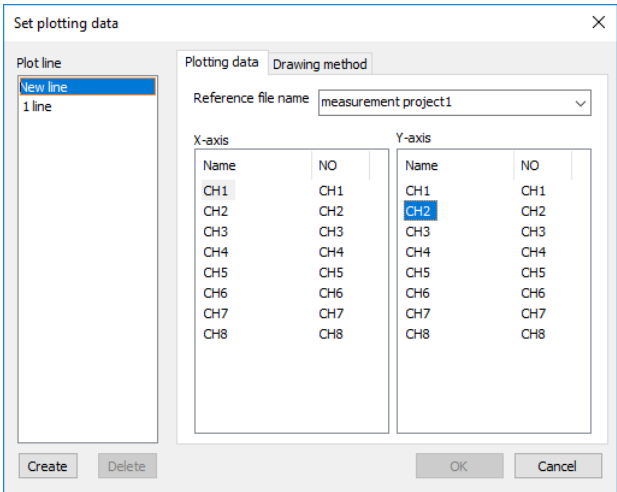 Set plotting data
Plot line
New line
1 line
Plotting data Drawing method
Reference file name measurement project1
X-axis
Name NO
CH1 CH1
CH2 CH2
CH3 CH3
CH4 CH4
CH5 CH5
CH6 CH6
CH7 CH7
CH8 CH8
Y-axis
Name NO
CH1 CH1
CH2 CH2
CH3 CH3
CH4 CH4
CH5 CH5
CH6 CH6
CH7 CH7
CH8 CH8
Create Delete OK Cancel